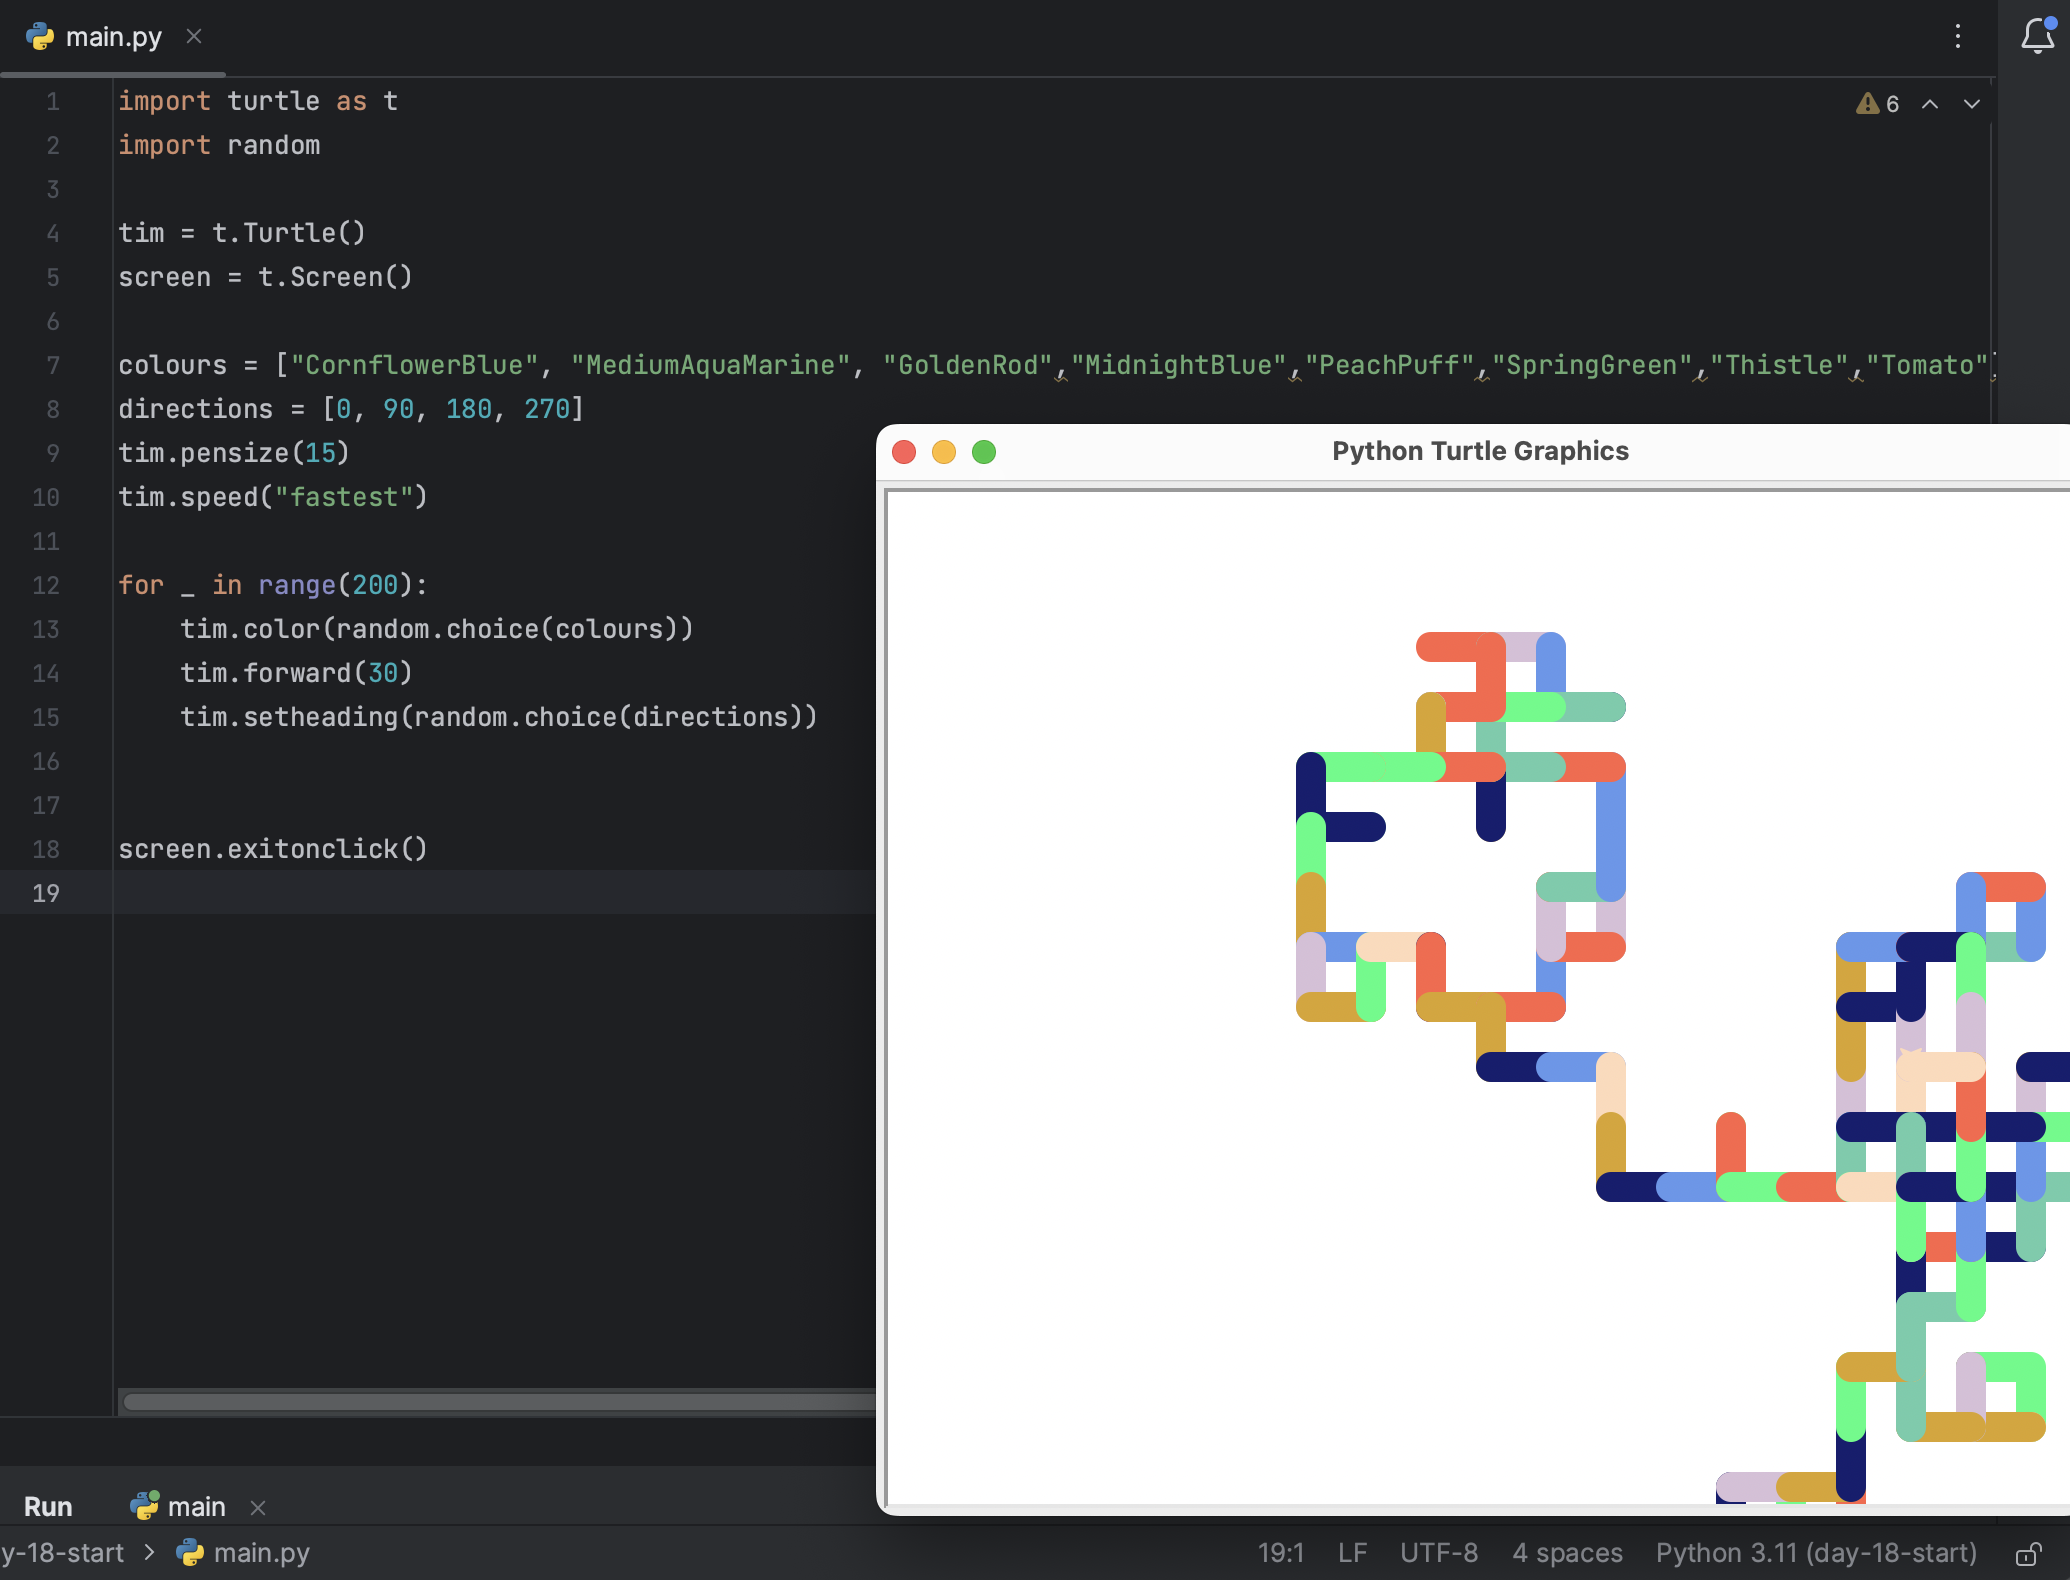 main.py
6
1 import turtle as t
2 import random
3
4 tim = t.Turtle()
5 screen = t.Screen()
6
7 colours = ["CornflowerBlue", "MediumAquaMarine", "GoldenRod","MidnightBlue","PeachPuff","SpringGreen","Thistle","Tomato"
8 directions = [0, 90, 180, 270]
9 tim.pensize(15)
10 tim.speed("fastest")
11
12 for _ in range(200):
13 tim.color(random.choice(colours))
14 tim.forward(30)
15 tim.setheading(random.choice(directions))
16
17
18 screen.exitonclick()
19
Python Turtle Graphics
Run main
y-18-start > main.py 19:1 LF UTF-8 4 spaces Python 3.11 (day-18-start)